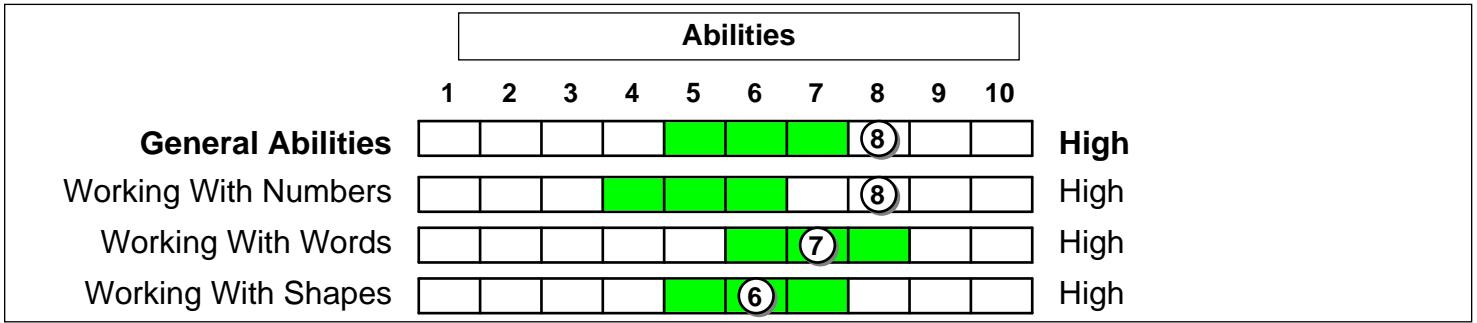 Abilities
1 2 3 4 5 6 7 8 9 10
General Abilities 8 High
Working With Numbers 8 High
Working With Words 7 High
Working With Shapes 6 High